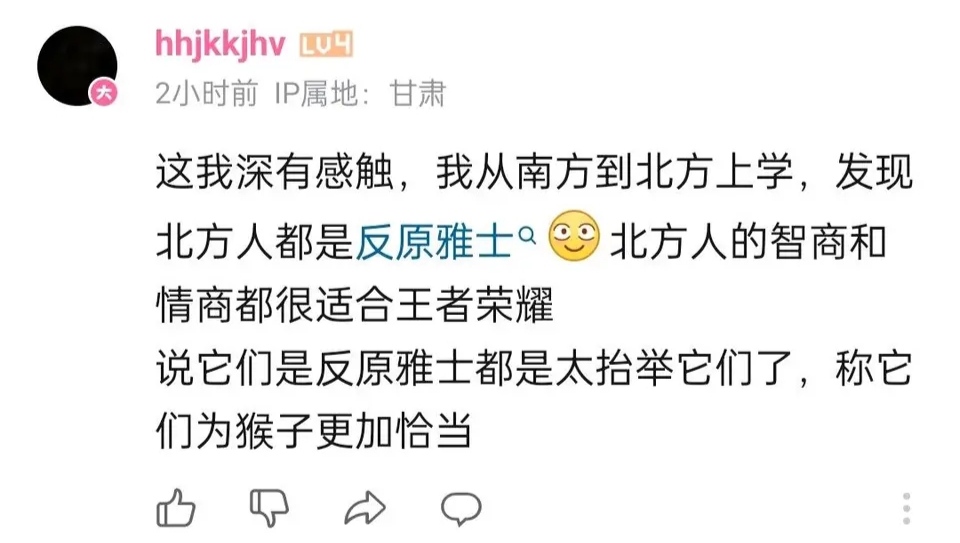 hhjkkjhv LV4
大
2小时前 IP属地：甘肃
这我深有感触，我从南方到北方上学，发现
北方人都是反原雅士 北方人的智商和
情商都很适合王者荣耀
说它们是反原雅士都是太抬举它们了，称它
们为猴子更加恰当